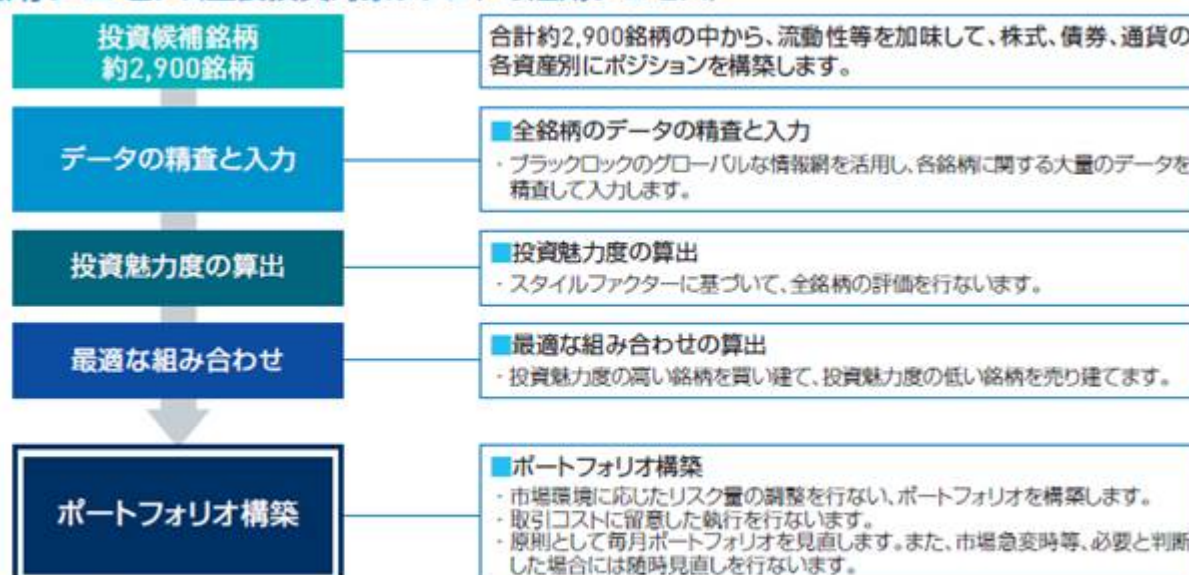 投資候補銘柄
約2,900銘柄
合計約2,900銘柄の中から、流動性等を加味して、株式、債券、通貨の
各資産別にポジションを構築します。
データの精査と入力
■全銘柄のデータの精査と入力
・ブラックロックのグローバルな情報網を活用し、各銘柄に関する大量のデータを
精査して入力します。
投資魅力度の算出
■投資魅力度の算出
・スタイルファクターに基づいて、全銘柄の評価を行ないます。
最適な組み合わせ
■最適な組み合わせの算出
・投資魅力度の高い銘柄を買い建て、投資魅力度の低い銘柄を売り建てます。
ポートフォリオ構築
■ポートフォリオ構築
・市場環境に応じたリスク量の調整を行ない、ポートフォリオを構築します。
・取引コストに留意した執行を行ないます。
・原則として毎月ポートフォリオを見直します。また、市場急変時等、必要と判断
した場合には随時見直しを行ないます。